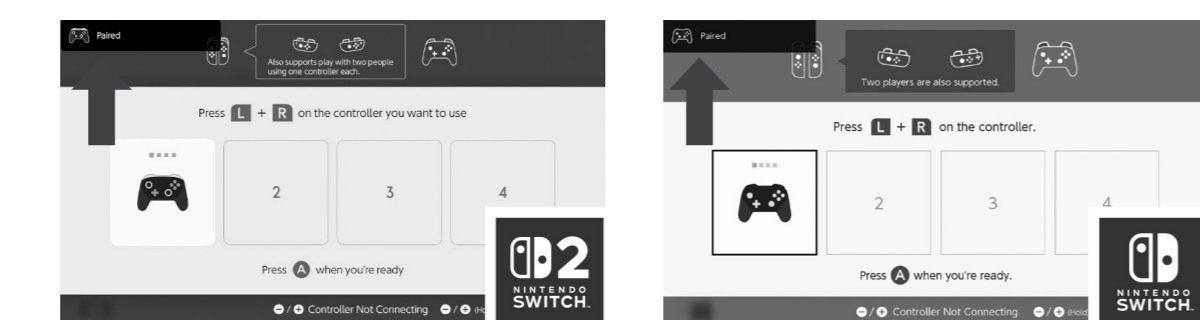 Paired
Also supports play with two people
using one controller each.
Press L + R on the controller you want to use
2
3
4
Press A when you're ready
Controller Not Connecting
2
NINTENDO
SWITCH.
Paired
Two players are also supported.
Press L + R on the controller.
2
3
4
Press A when you're ready.
Controller Not Connecting (Hold)
NINTENDO
SWITCH